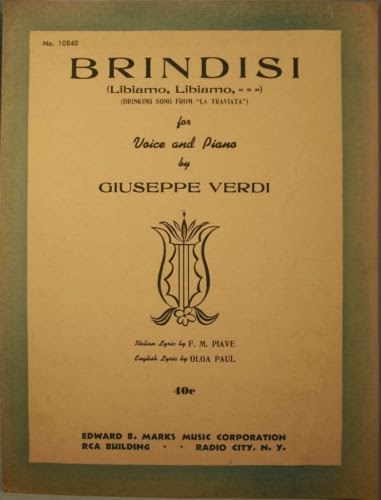 No. 10840
BRINDISI
(Libiamo, Libiamo, = = =)
(DRINKING SONG FROM "LA TRAVIATA")
for
Voice and Piano
by
GIUSEPPE VERDI
Italian Lyric by F. M. PIAVE
English Lyric by OLGA PAUL
40c
EDWARD B. MARKS MUSIC CORPORATION
RCA BUILDING · RADIO CITY, N. Y.